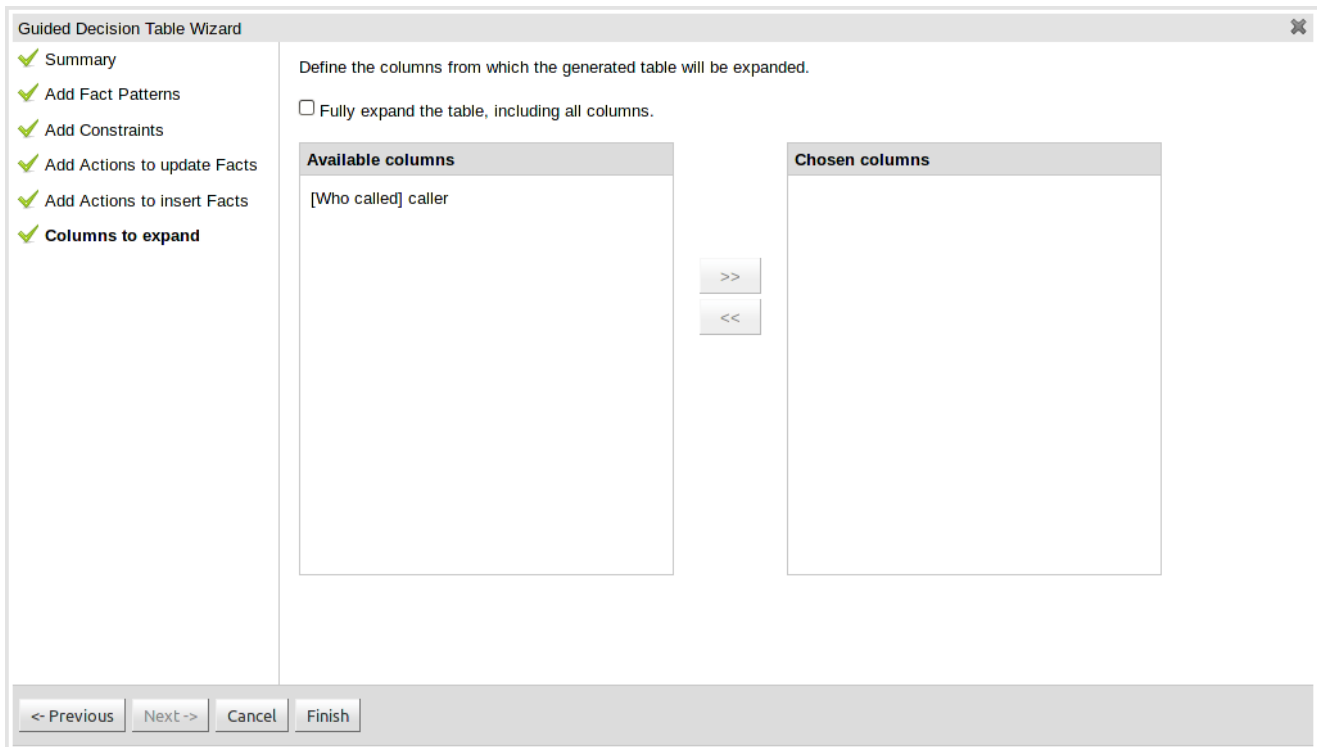 Guided Decision Table Wizard
Summary
Add Fact Patterns
Add Constraints
Add Actions to update Facts
Add Actions to insert Facts
Columns to expand
Define the columns from which the generated table will be expanded.
Fully expand the table, including all columns.
Available columns
[Who called] caller
>>
<<
Chosen columns
<- Previous
Next ->
Cancel
Finish